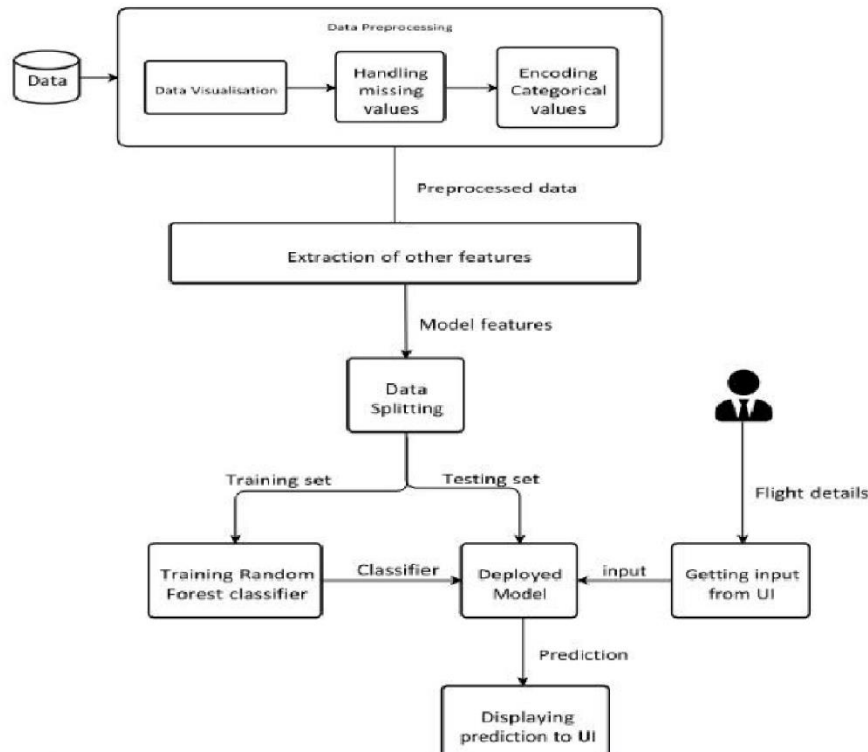 Data Preprocessing
Data
Data Visualisation
Handling
missing
values
Encoding
Categorical
values
Preprocessed data
Extraction of other features
Model features
Data
Splitting
Training set
Testing set
Flight details
Training Random
Forest classifier
Classifier
Deployed
Model
input
Getting input
from UI
Prediction
Displaying
prediction to UI